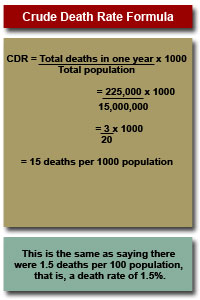 Crude Death Rate Formula
CDR = Total deaths in one year x 1000
Total population
= 225,000 x 1000
15,000,000
= 3 x 1000
20
= 15 deaths per 1000 population
This is the same as saying there
were 1.5 deaths per 100 population,
that is, a death rate of 1.5%.